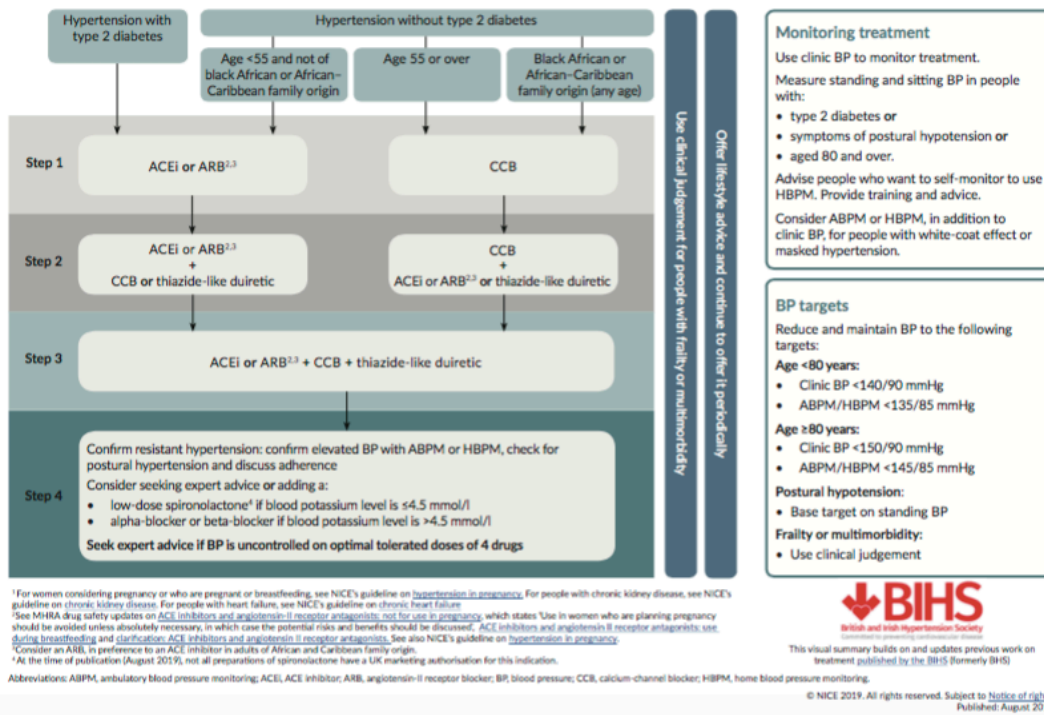 Hypertension with
type 2 diabetes
Hypertension without type 2 diabetes
Age <55 and not of
black African or African–
Caribbean family origin
Age 55 or over
Black African or
African–Caribbean
family origin (any age)
Step 1
ACEi or ARB2,3
CCB
Step 2
ACEi or ARB2,3
+
CCB or thiazide-like duiretic
CCB
+
ACEi or ARB2,3 or thiazide-like duiretic
Step 3
ACEi or ARB2,3 + CCB + thiazide-like duiretic
Step 4
Confirm resistant hypertension: confirm elevated BP with ABPM or HBPM, check for
postural hypertension and discuss adherence
Consider seeking expert advice or adding a:
• low-dose spironolactone4 if blood potassium level is ≤4.5 mmol/l
• alpha-blocker or beta-blocker if blood potassium level is >4.5 mmol/l
Seek expert advice if BP is uncontrolled on optimal tolerated doses of 4 drugs
Use clinical judgement for people with frailty or multimorbidity
Offer lifestyle advice and continue to offer it periodically
Monitoring treatment
Use clinic BP to monitor treatment.
Measure standing and sitting BP in people
with:
• type 2 diabetes or
• symptoms of postural hypotension or
• aged 80 and over.
Advise people who want to self-monitor to use
HBPM. Provide training and advice.
Consider ABPM or HBPM, in addition to
clinic BP, for people with white-coat effect or
masked hypertension.
BP targets
Reduce and maintain BP to the following
targets:
Age <80 years:
• Clinic BP <140/90 mmHg
• ABPM/HBPM <135/85 mmHg
Age ≥80 years:
• Clinic BP <150/90 mmHg
• ABPM/HBPM <145/85 mmHg
Postural hypotension:
• Base target on standing BP
Frailty or multimorbidity:
• Use clinical judgement
1For women considering pregnancy or who are pregnant or breastfeeding, see NICE's guideline on hypertension in pregnancy. For people with chronic kidney disease, see NICE's
guideline on chronic kidney disease. For people with heart failure, see NICE's guideline on chronic heart failure
2See MHRA drug safety updates on ACE inhibitors and angiotensin-II receptor antagonists: not for use in pregnancy, which states 'Use in women who are planning pregnancy
should be avoided unless absolutely necessary, in which case the potential risks and benefits should be discussed', ACE inhibitors and angiotensin II receptor antagonists: use
during breastfeeding and clarification: ACE inhibitors and angiotensin II receptor antagonists. See also NICE's guideline on hypertension in pregnancy.
3Consider an ARB, in preference to an ACE inhibitor in adults of African and Caribbean family origin.
4At the time of publication (August 2019), not all preparations of spironolactone have a UK marketing authorisation for this indication.
Abbreviations: ABPM, ambulatory blood pressure monitoring; ACEi, ACE inhibitor; ARB, angiotensin-II receptor blocker; BP, blood pressure; CCB, calcium-channel blocker; HBPM, home blood pressure monitoring.
BIHS
British and Irish Hypertension Society
Committed to preventing cardiovascular disease
This visual summary builds on and updates previous work on
treatment published by the BIHS (formerly BHS)
© NICE 2019. All rights reserved. Subject to Notice of righ
Published: August 20